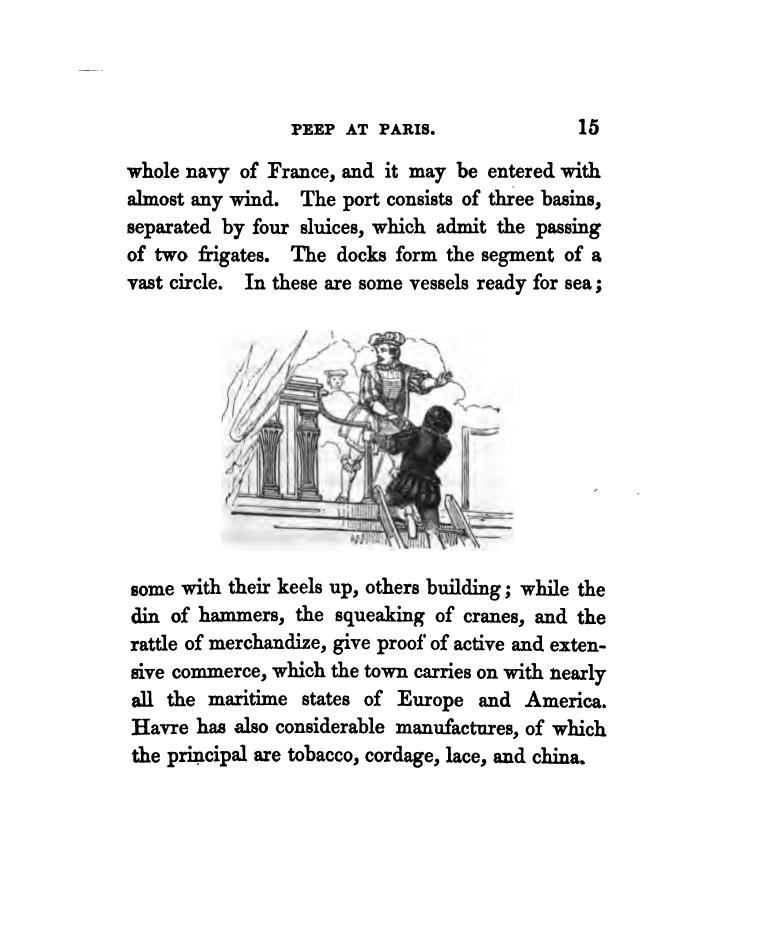 PEEP AT PARIS. 15
whole navy of France, and it may be entered with
almost any wind. The port consists of three basins,
separated by four sluices, which admit the passing
of two frigates. The docks form the segment of a
vast circle. In these are some vessels ready for sea;
some with their keels up, others building; while the
din of hammers, the squeaking of cranes, and the
rattle of merchandize, give proof of active and exten-
sive commerce, which the town carries on with nearly
all the maritime states of Europe and America.
Havre has also considerable manufactures, of which
the principal are tobacco, cordage, lace, and china.